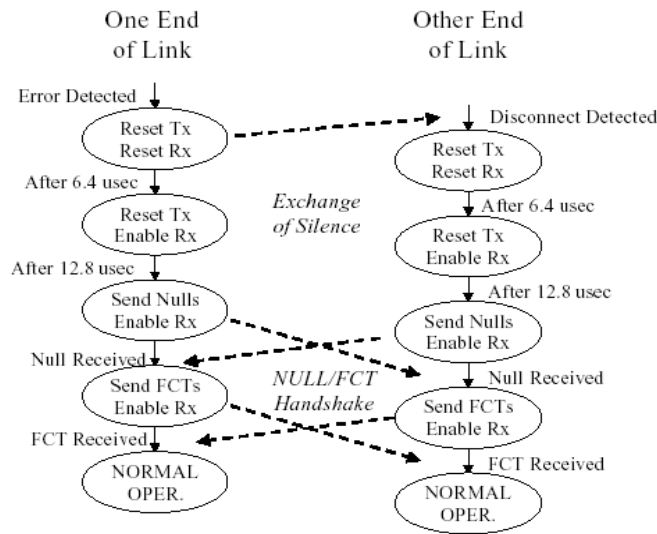 One End
of Link
Other End
of Link
Error Detected
Disconnect Detected
Reset Tx
Reset Rx
Reset Tx
Reset Rx
After 6.4 usec
Exchange
of Silence
After 6.4 usec
Reset Tx
Enable Rx
Reset Tx
Enable Rx
After 12.8 usec
After 12.8 usec
Send Nulls
Enable Rx
Send Nulls
Enable Rx
Null Received
NULL/FCT
Handshake
Null Received
Send FCTs
Enable Rx
Send FCTs
Enable Rx
FCT Received
FCT Received
NORMAL
OPER.
NORMAL
OPER.